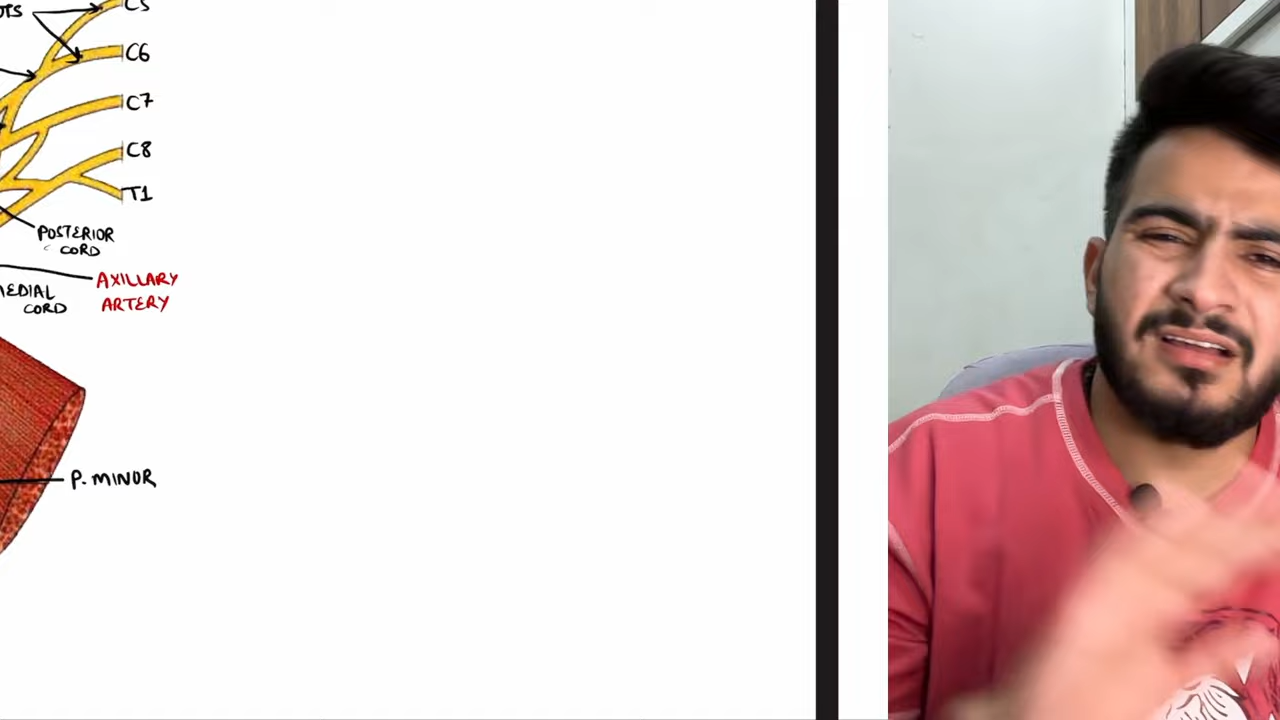 C5
C6
C7
C8
T1
POSTERIOR
CORD
AXILLARY
ARTERY
CORD
P. MINOR